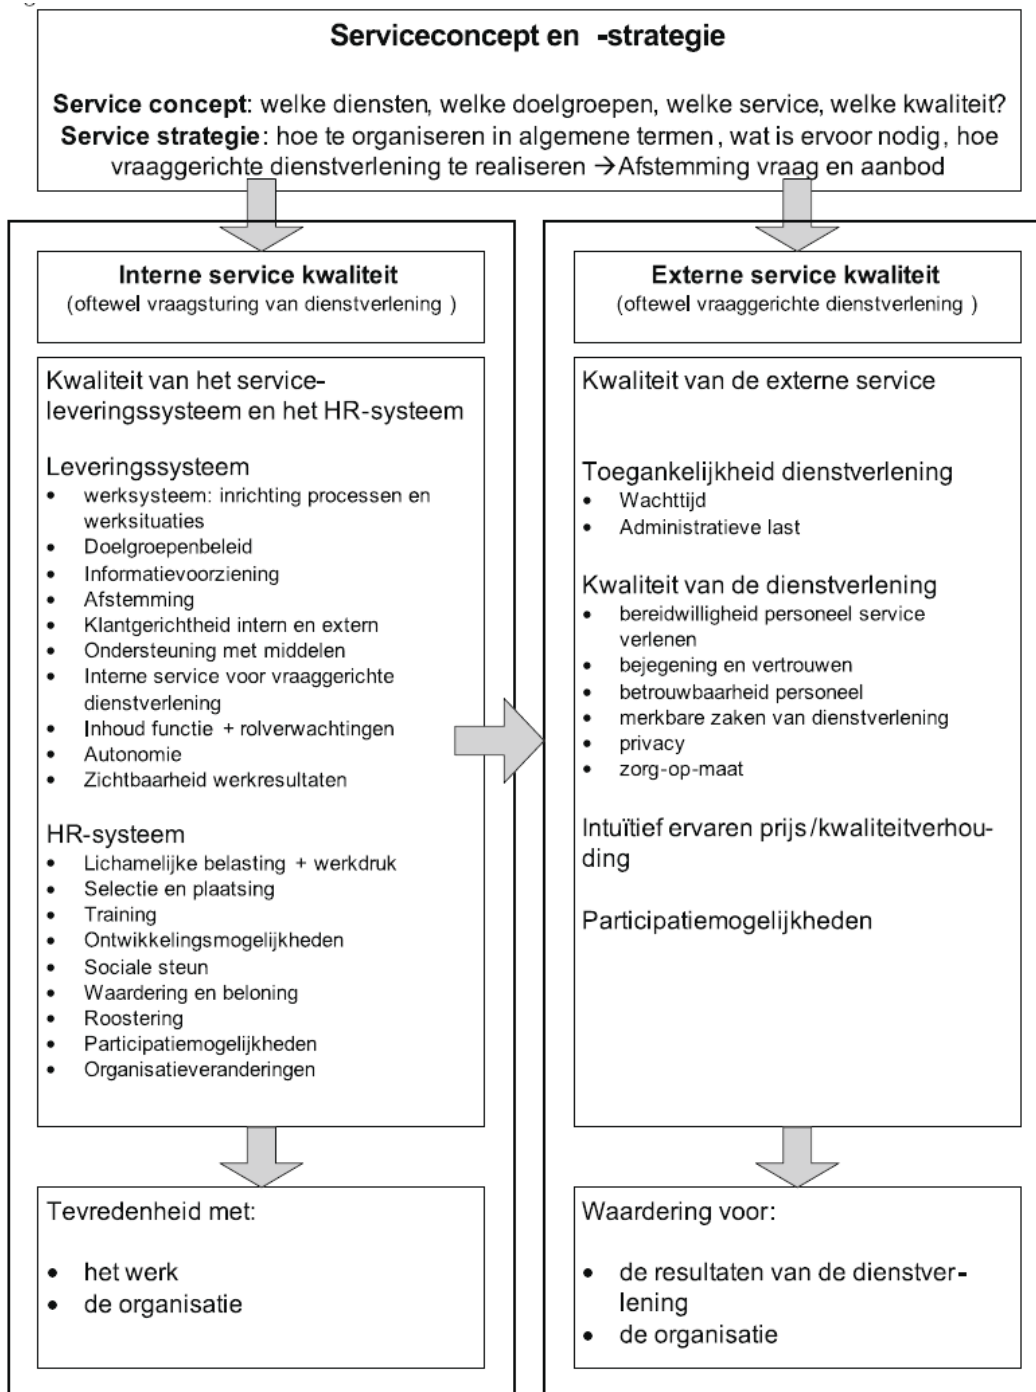 Serviceconcept en -strategie
Service concept: welke diensten, welke doelgroepen, welke service, welke kwaliteit?
Service strategie: hoe te organiseren in algemene termen, wat is ervoor nodig, hoe
vraaggerichte dienstverlening te realiseren →Afstemming vraag en aanbod
Interne service kwaliteit
(oftewel vraagsturing van dienstverlening )
Kwaliteit van het service-
leveringssysteem en het HR-systeem
Leveringssysteem
• werksysteem: inrichting processen en
werksituaties
• Doelgroepenbeleid
• Informatievoorziening
• Afstemming
• Klantgerichtheid intern en extern
• Ondersteuning met middelen
• Interne service voor vraaggerichte
dienstverlening
• Inhoud functie + rolverwachtingen
• Autonomie
• Zichtbaarheid werkresultaten
HR-systeem
• Lichamelijke belasting + werkdruk
• Selectie en plaatsing
• Training
• Ontwikkelingsmogelijkheden
• Sociale steun
• Waardering en beloning
• Roostering
• Participatiemogelijkheden
• Organisatieveranderingen
Tevredenheid met:
• het werk
• de organisatie
Externe service kwaliteit
(oftewel vraaggerichte dienstverlening )
Kwaliteit van de externe service
Toegankelijkheid dienstverlening
• Wachttijd
• Administratieve last
Kwaliteit van de dienstverlening
• bereidwilligheid personeel service
verlenen
• bejegening en vertrouwen
• betrouwbaarheid personeel
• merkbare zaken van dienstverlening
• privacy
• zorg-op-maat
Intuïtief ervaren prijs/kwaliteitverhou-
ding
Participatiemogelijkheden
Waardering voor:
• de resultaten van de dienstver-
lening
• de organisatie